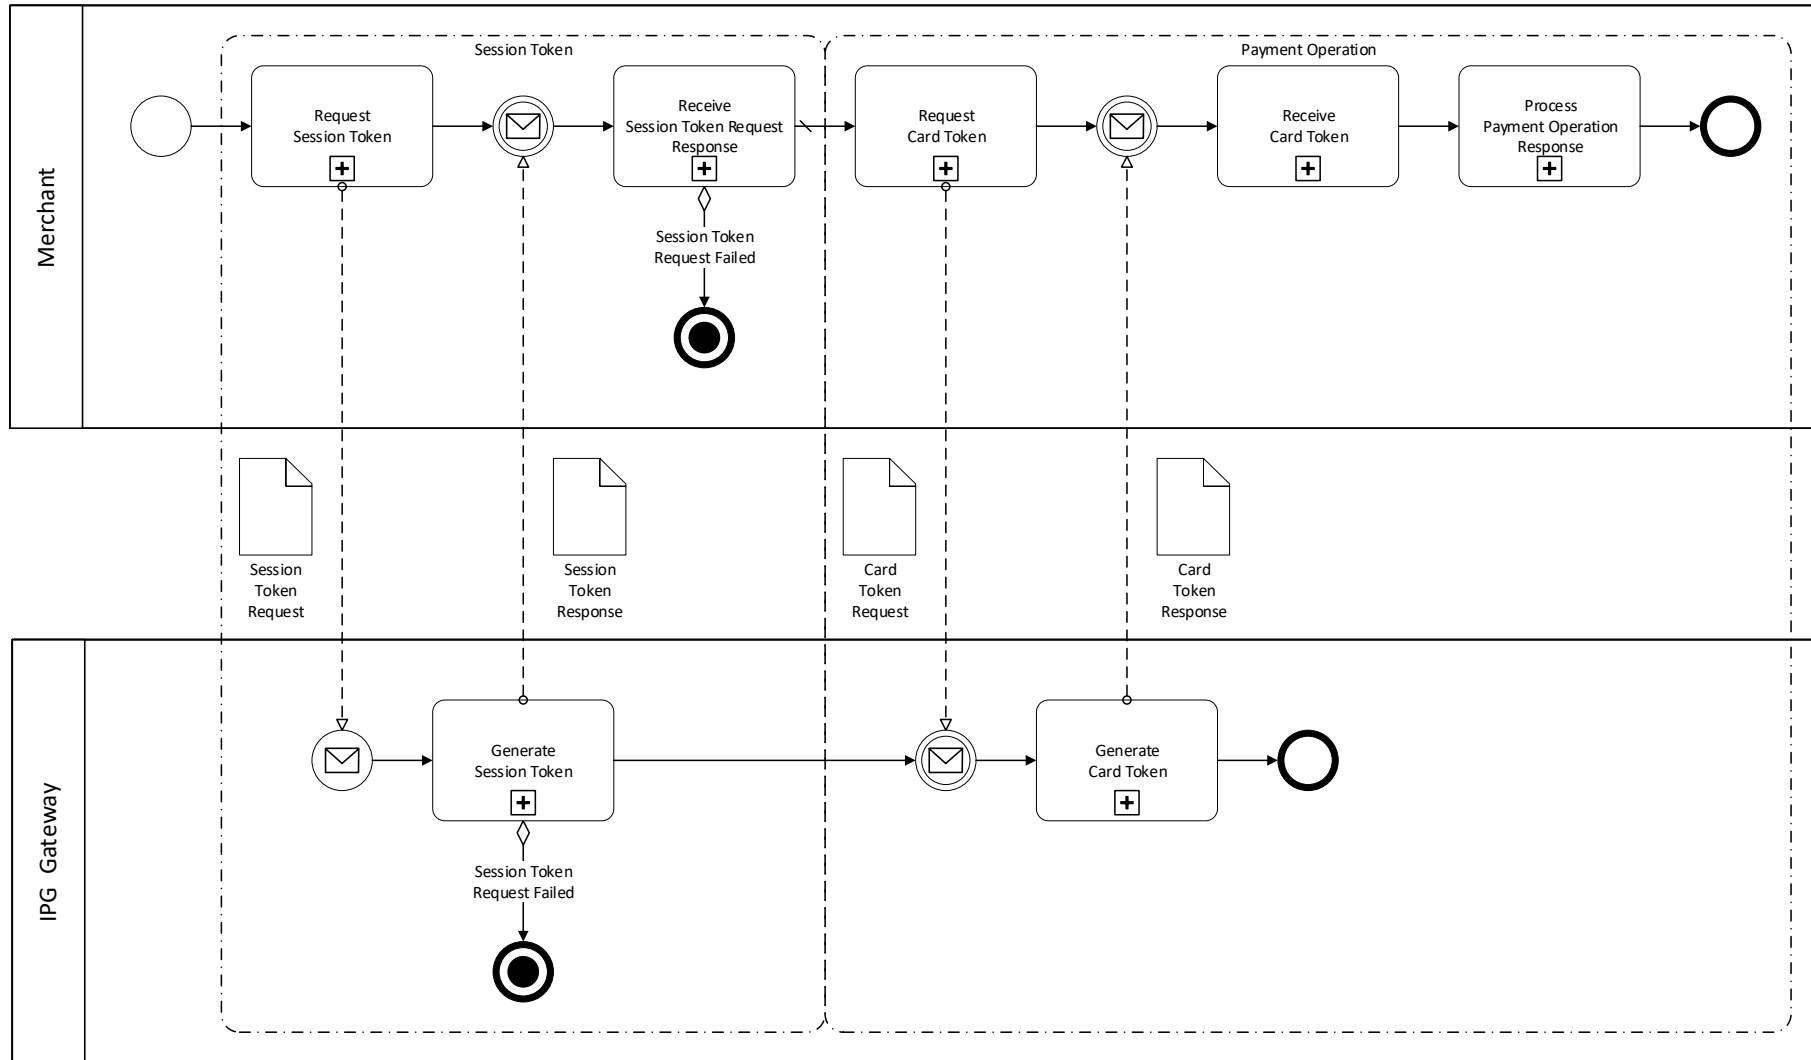 Merchant
Session Token
Payment Operation
Request
Session Token
Receive
Session Token Request
Response
Request
Card Token
Receive
Card Token
Process
Payment Operation
Response
Session Token
Request Failed
Session
Token
Request
Session
Token
Response
Card
Token
Request
Card
Token
Response
IPG Gateway
Generate
Session Token
Generate
Card Token
Session Token
Request Failed